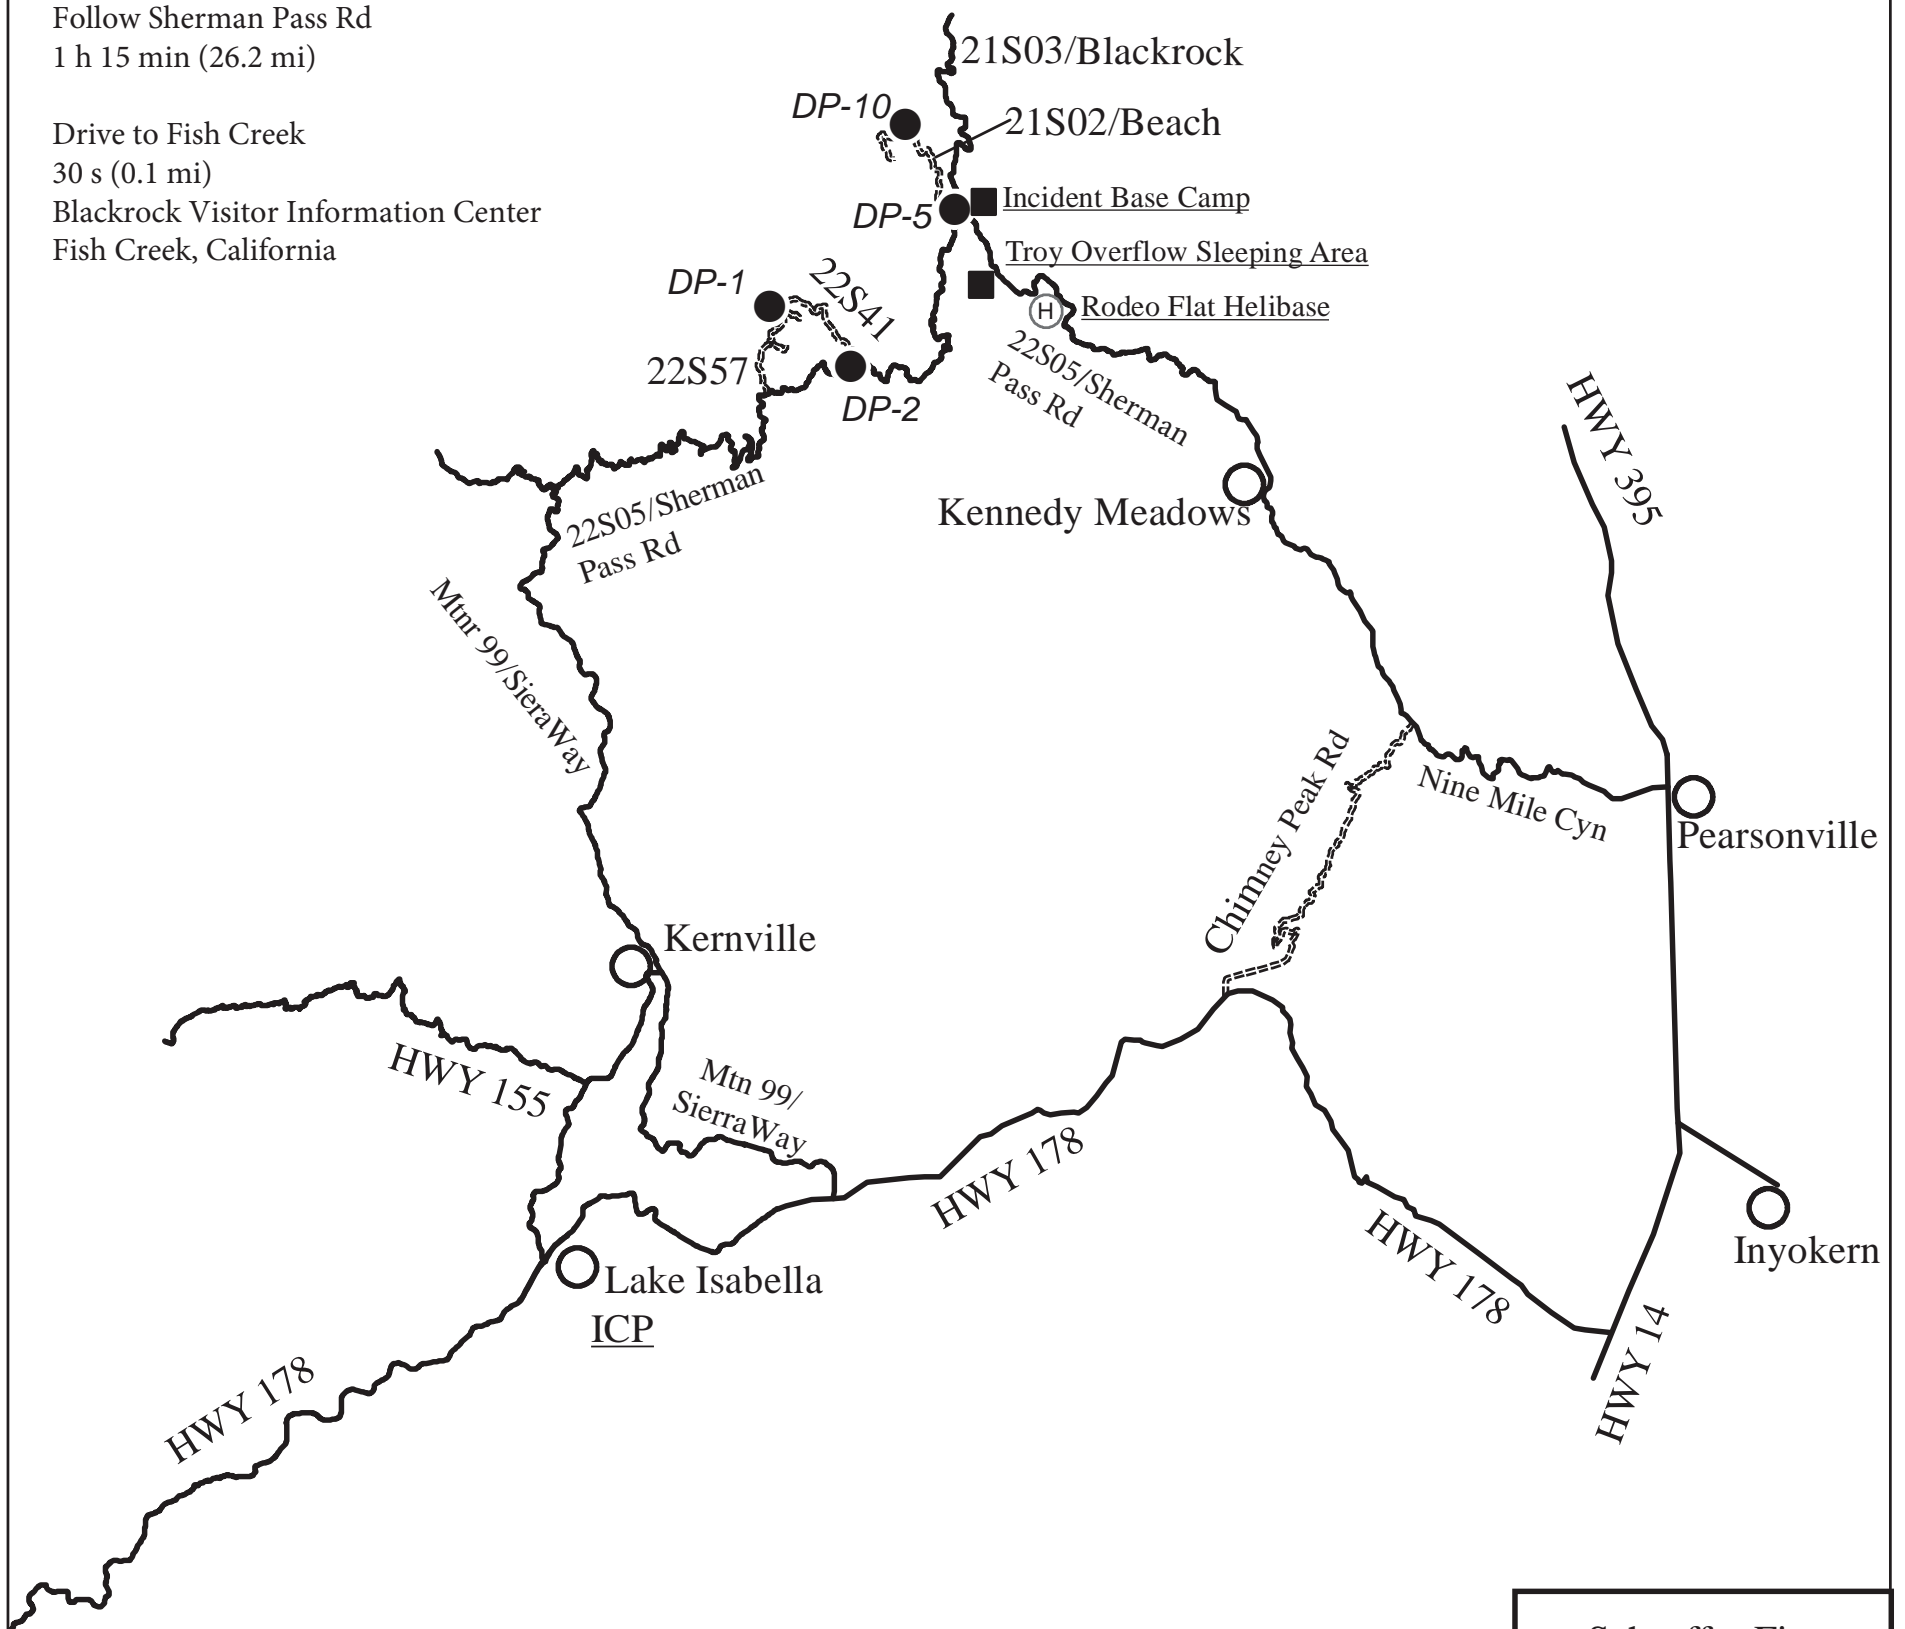 Follow Sherman Pass Rd
1 h 15 min (26.2 mi)
Drive to Fish Creek
30 s (0.1 mi)
Blackrock Visitor Information Center
Fish Creek, California
21S03/Blackrock
DP-10
21S02/Beach
Incident Base Camp
DP-5
Troy Overflow Sleeping Area
DP-1
22S41
Rodeo Flat Helibase
H
22S57
22S05/Sherman
Pass Rd
DP-2
HWY 395
22S05/Sherman
Pass Rd
Kennedy Meadows
Mtnr 99/SieraWay
Chimney Peak Rd
Nine Mile Cyn
Pearsonville
Kernville
HWY 155
Mtn 99/
SierraWay
HWY 178
HWY 178
Inyokern
Lake Isabella
ICP
HWY 14
HWY 178